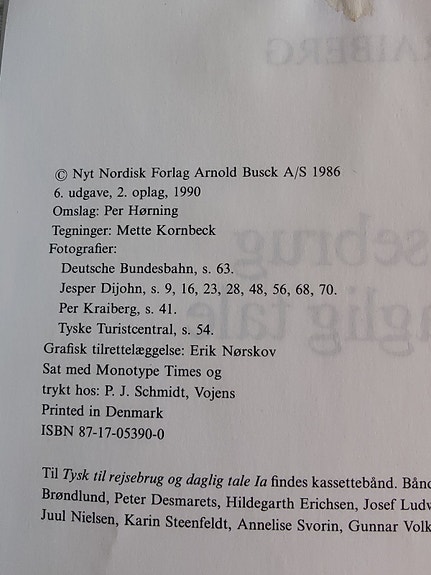 © Nyt Nordisk Forlag Arnold Busck A/S 1986
6. udgave, 2. oplag, 1990
Omslag: Per Hørning
Tegninger: Mette Kornbeck
Fotografier:
Deutsche Bundesbahn, s. 63.
Jesper Dijohn, s. 9, 16, 23, 28, 48, 56, 68, 70.
Per Kraiberg, s. 41.
Tyske Turistcentral, s. 54.
Grafisk tilrettelæggelse: Erik Nørskov
Sat med Monotype Times og
trykt hos: P. J. Schmidt, Vojens
Printed in Denmark
ISBN 87-17-05390-0
Til Tysk til rejsebrug og daglig tale Ia findes kassettebånd.
Brøndlund, Peter Desmarets, Hildegarth Erichsen, Josef
Juul Nielsen, Karin Steenfeldt, Annelise Svorin, Gunnar